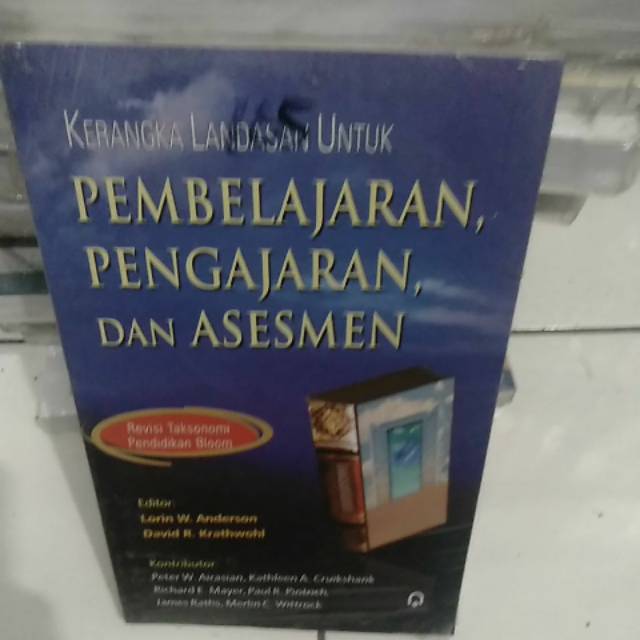 KERANGKA LANDASAN UNTUK
PEMBELAJARAN,
PENGAJARAN,
DAN ASESMEN
Revisi Taksonomi
Pendidikan Bloom
Editor:
Lorin W. Anderson
David R. Krathwohl
Kontributor
Peter W. Airasian, Kathleen A. Cruikshank
Richard E. Mayer, Paul R. Pintrich,
James Raths, Merlin C. Wittrock